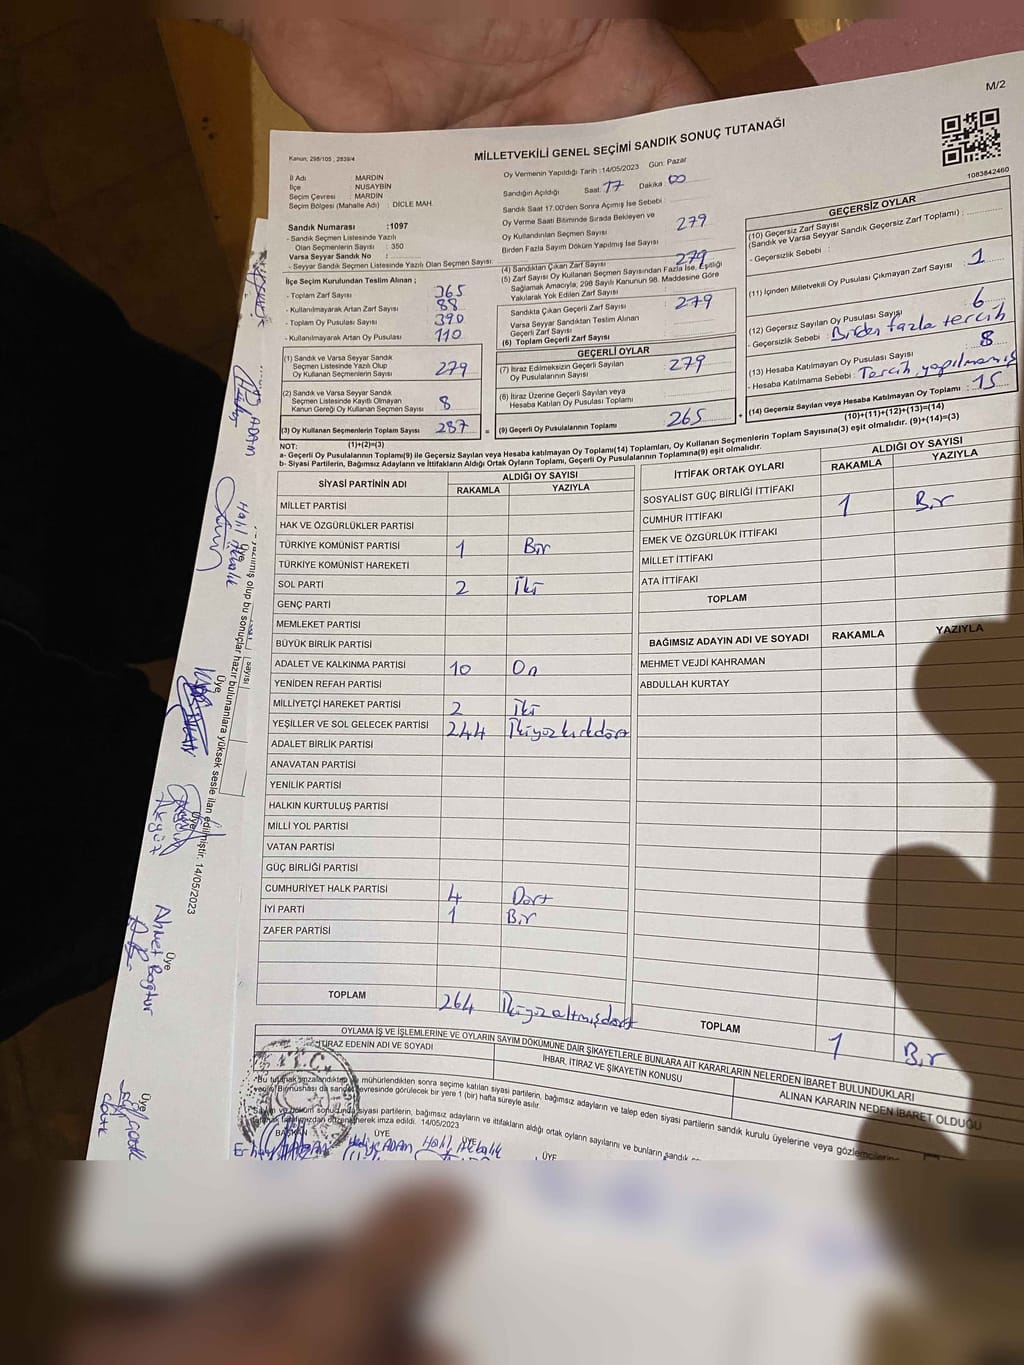 M/2
MİLLETVEKİLİ GENEL SEÇİMİ SANDIK SONUÇ TUTANAĞI
1083842460
Kanun, 298/105 , 2839/4
İl Adı : MARDİN
İlçe : NUSAYBİN
Seçim Çevresi : MARDİN
Seçim Bölgesi (Mahalle Adı) : DİCLE MAH.
Sandık Numarası : 1097
- Sandık Seçmen Listesinde Yazılı
Olan Seçmenlerin Sayısı : 350
Varsa Seyyar Sandık No :
- Seyyar Sandık Seçmen Listesinde Yazılı Olan Seçmen Sayısı:
İlçe Seçim Kurulundan Teslim Alınan ;
- Toplam Zarf Sayısı 365
- Kullanılmayarak Artan Zarf Sayısı 88
- Toplam Oy Pusulası Sayısı 390
- Kullanılmayarak Artan Oy Pusulası 110
(1) Sandık ve Varsa Seyyar Sandık
Seçmen Listesinde Yazılı Olup
Oy Kullanan Seçmenlerin Sayısı 279
(2) Sandık ve Varsa Seyyar Sandık
Seçmen Listesinde Kayıtlı Olmayan
Kanun Gereği Oy Kullanan Seçmen Sayısı 8
(3) Oy Kullanan Seçmenlerin Toplam Sayısı 287
(1)+(2)=(3)
Oy Vermenin Yapıldığı Tarih :14/05/2023 Gün: Pazar
Sandığın Açıldığı Saat: 17 Dakika 00
Sandık Saat 17.00'den Sonra Açımış İse Sebebi
Oy Verme Saati Bitiminde Sırada Bekleyen ve
Oy Kullandırılan Seçmen Sayısı 279
Birden Fazla Sayım Döküm Yapılmış İse Sayısı
(4) Sandıktan Çıkan Zarf Sayısı 279
(5) Zarf Sayısı Oy Kullanan Seçmen Sayısından Fazla İse, Eşitliği
Sağlamak Amacıyla; 298 Sayılı Kanunun 98. Maddesine Göre
Yakılarak Yok Edilen Zarf Sayısı
Sandıkta Çıkan Geçerli Zarf Sayısı 279
Varsa Seyyar Sandıktan Teslim Alınan
Geçerli Zarf Sayısı
(6) Toplam Geçerli Zarf Sayısı
GEÇERLİ OYLAR
(7) İtiraz Edilmeksizin Geçerli Sayılan
Oy Pusulalarının Sayısı 279
(8) İtiraz Üzerine Geçerli Sayılan veya
Hesaba Katılan Oy Pusulası Toplamı
(9) Geçerli Oy Pusulalarının Toplamı 265
GEÇERSİZ OYLAR
(10) Geçersiz Zarf Sayısı
(Sandık ve Varsa Seyyar Sandık Geçersiz Zarf Toplamı) :
- Geçersizlik Sebebi :
(11) İçinden Milletvekili Oy Pusulası Çıkmayan Zarf Sayısı : 1
(12) Geçersiz Sayılan Oy Pusulası Sayısı 6
- Geçersizlik Sebebi : Birden fazla tercih
(13) Hesaba Katılmayan Oy Pusulası Sayısı 8
- Hesaba Katılmama Sebebi : Tercih yapılmamış
(14) Geçersiz Sayılan veya Hesaba Katılmayan Oy Toplamı : 15
(10)+(11)+(12)+(13)=(14)
NOT:
a- Geçerli Oy Pusulalarının Toplamı(9) ile Geçersiz Sayılan veya Hesaba katılmayan Oy Toplamı(14) Toplamları, Oy Kullanan Seçmenlerin Toplam Sayısına(3) eşit olmalıdır. (9)+(14)=(3)
b- Siyasi Partilerin, Bağımsız Adayların ve İttifakların Aldığı Ortak Oyların Toplamı, Geçerli Oy Pusulalarının Toplamına(9) eşit olmalıdır.
SİYASİ PARTİNİN ADI ALDIĞI OY SAYISI
RAKAMLA YAZIYLA
MİLLET PARTİSİ
HAK VE ÖZGÜRLÜKLER PARTİSİ
TÜRKİYE KOMÜNİST PARTİSİ 1 Bir
TÜRKİYE KOMÜNİST HAREKETİ
SOL PARTİ 2 İki
GENÇ PARTİ
MEMLEKET PARTİSİ
BÜYÜK BİRLİK PARTİSİ
ADALET VE KALKINMA PARTİSİ 10 On
YENİDEN REFAH PARTİSİ
MİLLİYETÇİ HAREKET PARTİSİ 2 İki
YEŞİLLER VE SOL GELECEK PARTİSİ 244 İkiyüzkırkdört
ADALET BİRLİK PARTİSİ
ANAVATAN PARTİSİ
YENİLİK PARTİSİ
HALKIN KURTULUŞ PARTİSİ
MİLLİ YOL PARTİSİ
VATAN PARTİSİ
GÜÇ BİRLİĞİ PARTİSİ
CUMHURİYET HALK PARTİSİ 4 Dört
İYİ PARTİ 1 Bir
ZAFER PARTİSİ
TOPLAM 264 İkiyüzaltmışdört
İTTİFAK ORTAK OYLARI ALDIĞI OY SAYISI
RAKAMLA YAZIYLA
SOSYALİST GÜÇ BİRLİĞİ İTTİFAKI 1 Bir
CUMHUR İTTİFAKI
EMEK VE ÖZGÜRLÜK İTTİFAKI
MİLLET İTTİFAKI
ATA İTTİFAKI
TOPLAM
BAĞIMSIZ ADAYIN ADI VE SOYADI RAKAMLA YAZIYLA
MEHMET VEJDİ KAHRAMAN
ABDULLAH KURTAY
TOPLAM 1 Bir
OYLAMA İŞ VE İŞLEMLERİNE VE OYLARIN SAYIM DÖKÜMÜNE DAİR ŞİKAYETLERLE BUNLARA AİT KARARLARIN NELERDEN İBARET BULUNDUKLARI
İTİRAZ EDENİN ADI VE SOYADI
İHBAR, İTİRAZ VE ŞİKAYETİN KONUSU
ALINAN KARARIN NEDEN İBARET OLDUĞU
T.C.
mühürlendikten sonra seçime katılan siyasi partilerin, bağımsız adayların ve talep eden siyasi partilerin sandık kurulu üyelerine veya gözlemcilerine
çevresinde görülecek bir yere 1 (bir) hafta süreyle asılır.
siyasi partilerin, bağımsız adayların ve ittifakların aldığı ortak oyların sayılarını ve bunların sandık
imza edildi. 14/05/2023
BAŞKAN ÜYE ÜYE ÜYE
ADAM Halil
olup bu sonuçlar hazır bulunanlara yüksek sesle ilan edilmiştir. 14/05/2023
sayısı
ADAM
Üye Halil
Üye
Üye Akyüz
Üye Ahmet
Üye